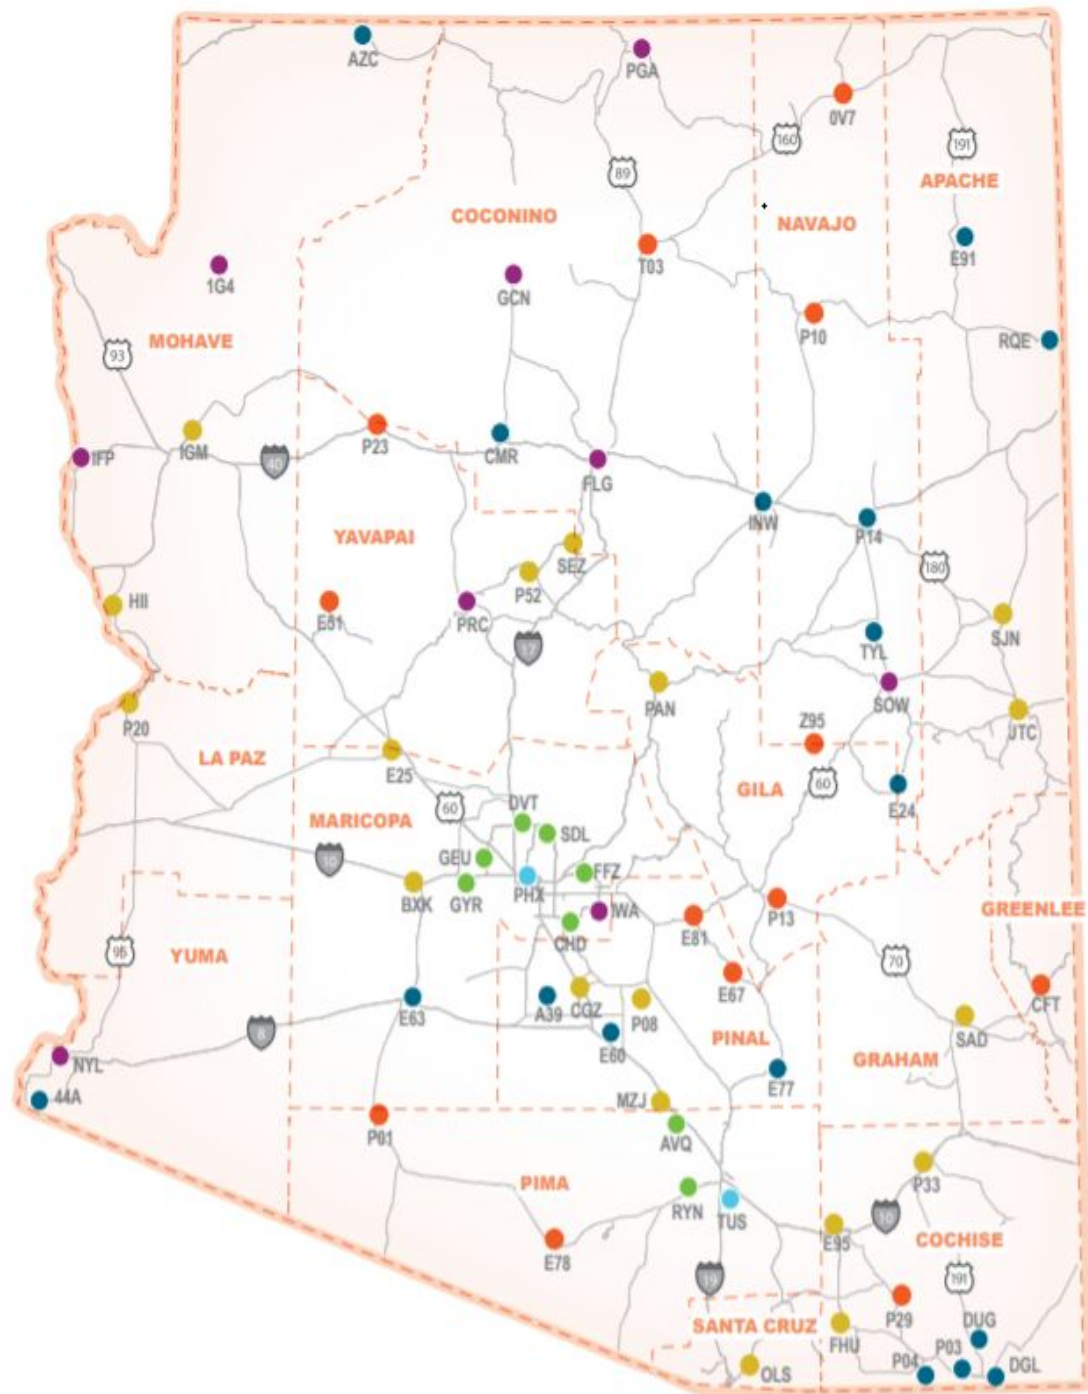 AZC
PGA
0V7
160
191
89
APACHE
COCONINO
NAVAJO
E91
T03
1G4
GCN
P10
RQE
MOHAVE
93
P23
IGM
CMR
IFP
40
FLG
INW
P14
YAVAPAI
SEZ
180
P52
HII
E51
PRC
SJN
TYL
17
PAN
SOW
P20
Z95
JTC
LA PAZ
E25
GILA
60
E24
60
DVT
MARICOPA
SDL
GEU
10
FFZ
PHX
BXK
GYR
IWA
P13
GREENLEE
CHD
E81
95
YUMA
70
E67
CFT
A39
CGZ
P08
E63
SAD
8
E60
PINAL
GRAHAM
NYL
E77
44A
MZJ
P01
AVQ
P33
PIMA
RYN
TUS
10
E95
COCHISE
E78
19
191
P29
SANTA CRUZ
DUG
FHU
P03
P04
DGL
OLS